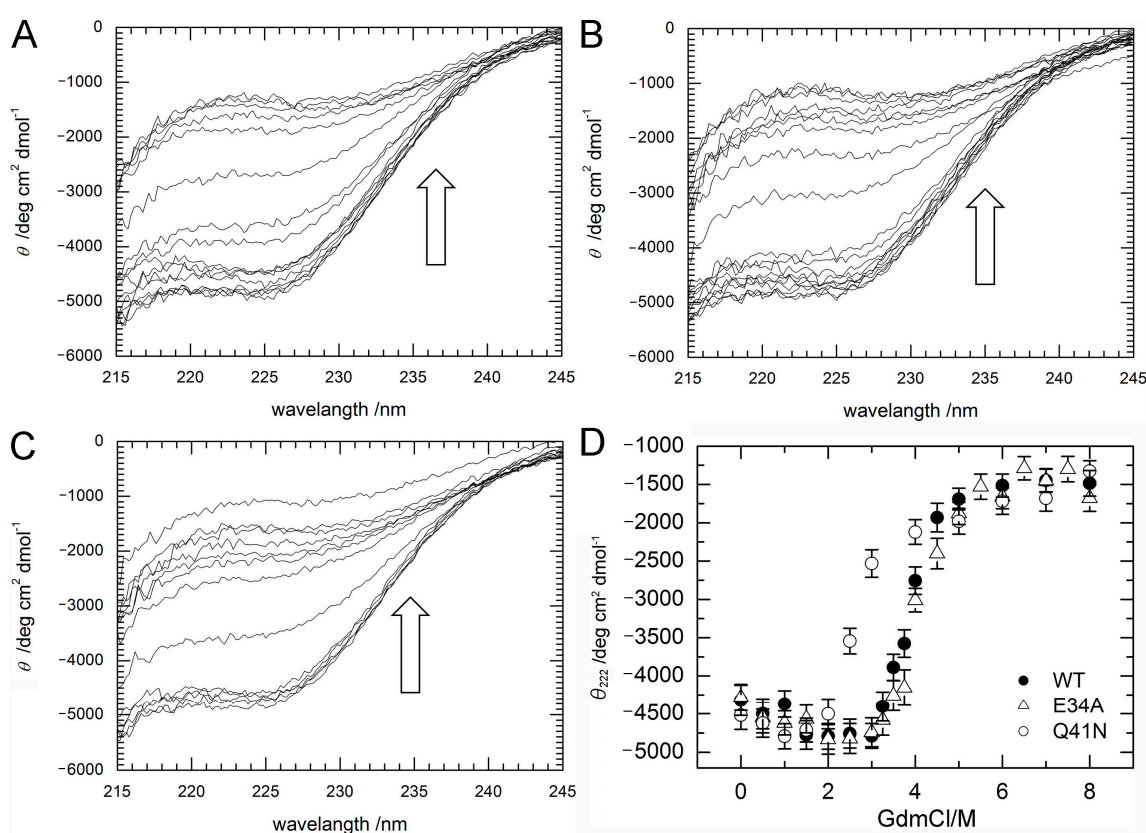 A
0
−1000
−2000
−3000
−4000
−5000
−6000
θ /deg cm² dmol⁻¹
215 220 225 230 235 240 245
wavelangth /nm
B
0
−1000
−2000
−3000
−4000
−5000
−6000
θ /deg cm² dmol⁻¹
215 220 225 230 235 240 245
wavelangth /nm
C
0
−1000
−2000
−3000
−4000
−5000
−6000
θ /deg cm² dmol⁻¹
215 220 225 230 235 240 245
wavelangth /nm
D
−1000
−1500
−2000
−2500
−3000
−3500
−4000
−4500
−5000
θ₂₂₂ /deg cm² dmol⁻¹
WT
E34A
Q41N
0 2 4 6 8
GdmCl/M